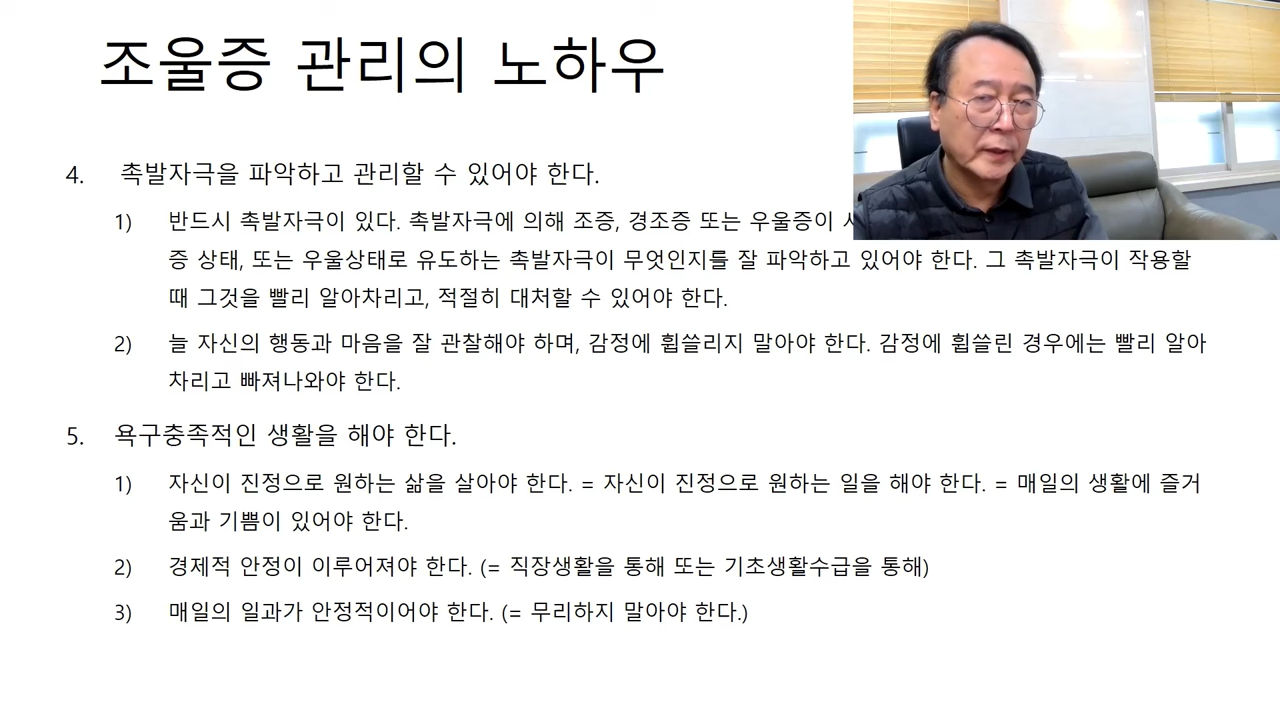 조울증 관리의 노하우
4. 촉발자극을 파악하고 관리할 수 있어야 한다.
1) 반드시 촉발자극이 있다. 촉발자극에 의해 조증, 경조증 또는 우울증이
증 상태, 또는 우울상태로 유도하는 촉발자극이 무엇인지를 잘 파악하고 있어야 한다. 그 촉발자극이 작용할
때 그것을 빨리 알아차리고, 적절히 대처할 수 있어야 한다.
2) 늘 자신의 행동과 마음을 잘 관찰해야 하며, 감정에 휩쓸리지 말아야 한다. 감정에 휩쓸린 경우에는 빨리 알아
차리고 빠져나와야 한다.
5. 욕구충족적인 생활을 해야 한다.
1) 자신이 진정으로 원하는 삶을 살아야 한다. = 자신이 진정으로 원하는 일을 해야 한다. = 매일의 생활에 즐거
움과 기쁨이 있어야 한다.
2) 경제적 안정이 이루어져야 한다. (= 직장생활을 통해 또는 기초생활수급을 통해)
3) 매일의 일과가 안정적이어야 한다. (= 무리하지 말아야 한다.)